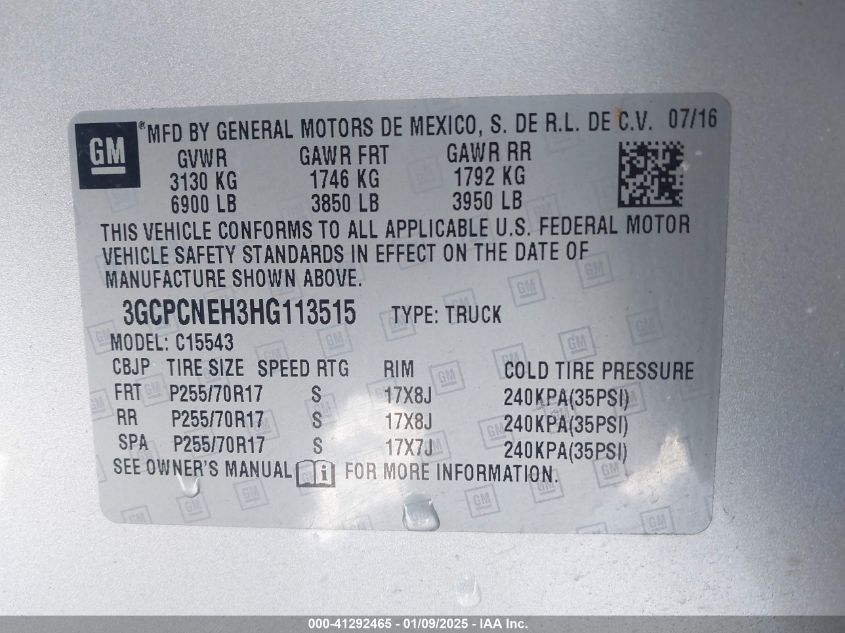 GM ®MFD BY GENERAL MOTORS DE MEXICO, S. DE R.L. DE C.V. 07/16
GVWR GAWR FRT GAWR RR
3130 KG 1746 KG 1792 KG
6900 LB 3850 LB 3950 LB
THIS VEHICLE CONFORMS TO ALL APPLICABLE U.S. FEDERAL MOTOR
VEHICLE SAFETY STANDARDS IN EFFECT ON THE DATE OF
MANUFACTURE SHOWN ABOVE.
3GCPCNEH3HG113515 TYPE: TRUCK
MODEL: C15543
CBJP TIRE SIZE SPEED RTG RIM COLD TIRE PRESSURE
FRT P255/70R17 S 17X8J 240KPA(35PSI)
RR P255/70R17 S 17X8J 240KPA(35PSI)
SPA P255/70R17 S 17X7J 240KPA(35PSI)
SEE OWNER'S MANUAL i FOR MORE INFORMATION.
000-41292465 - 01/09/2025 - IAA Inc.